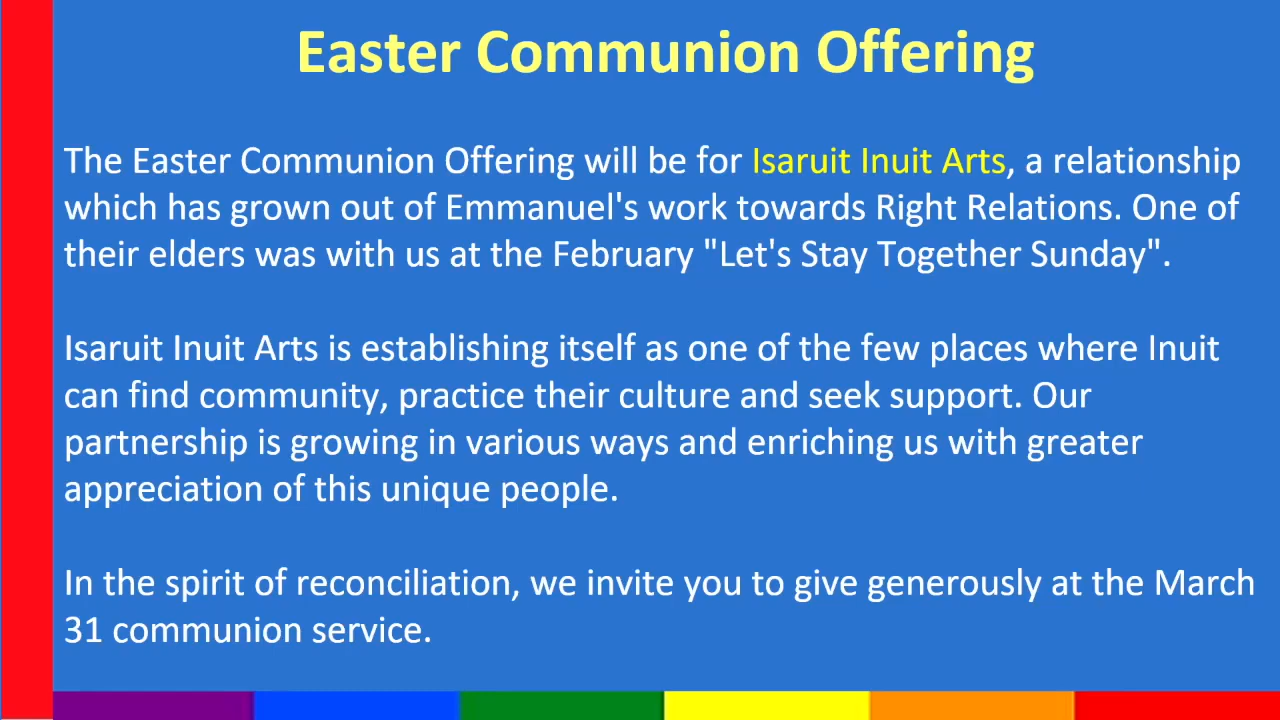 Easter Communion Offering
The Easter Communion Offering will be for Isaruit Inuit Arts, a relationship
which has grown out of Emmanuel's work towards Right Relations. One of
their elders was with us at the February "Let's Stay Together Sunday".
Isaruit Inuit Arts is establishing itself as one of the few places where Inuit
can find community, practice their culture and seek support. Our
partnership is growing in various ways and enriching us with greater
appreciation of this unique people.
In the spirit of reconciliation, we invite you to give generously at the March
31 communion service.